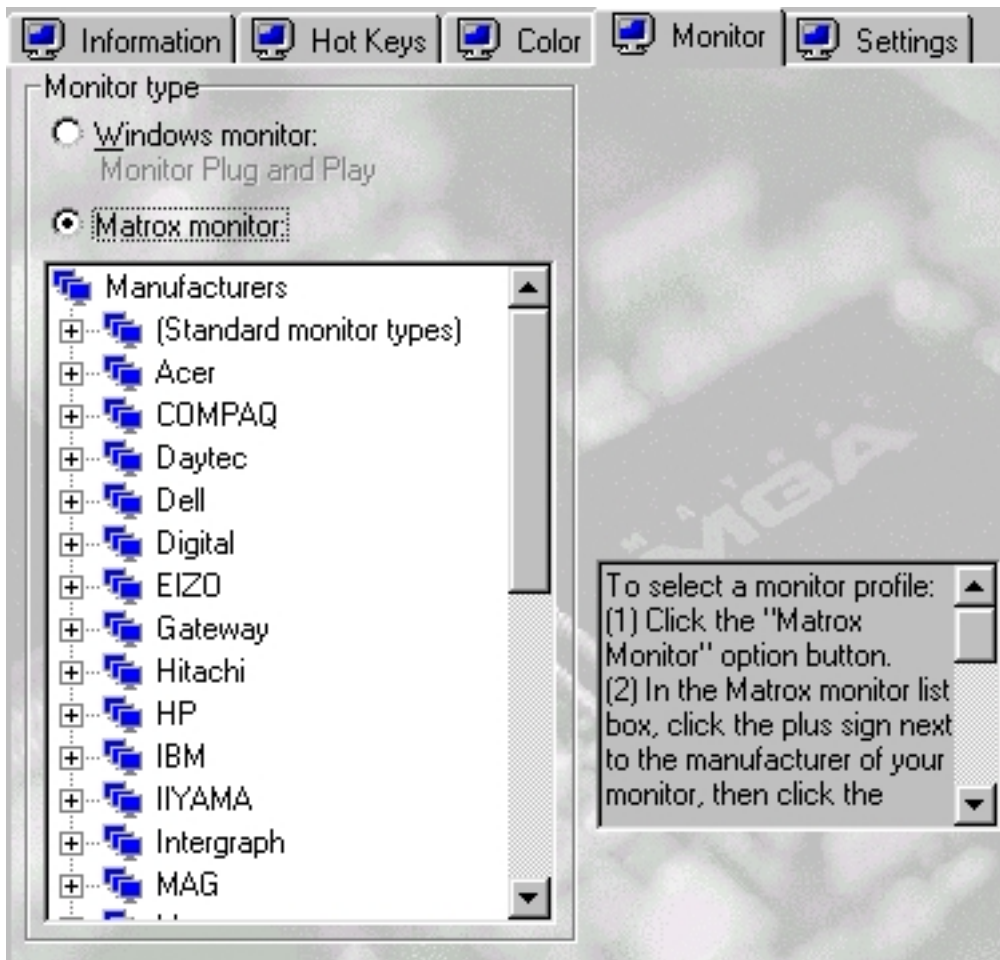 Information
Hot Keys
Color
Monitor
Settings
Monitor type
Windows monitor:
Monitor Plug and Play
Matrox monitor:
Manufacturers
(Standard monitor types)
Acer
COMPAQ
Daytec
Dell
Digital
EIZO
Gateway
Hitachi
HP
IBM
IIYAMA
Intergraph
MAG
MGA
To select a monitor profile:
(1) Click the "Matrox
Monitor" option button.
(2) In the Matrox monitor list
box, click the plus sign next
to the manufacturer of your
monitor, then click the